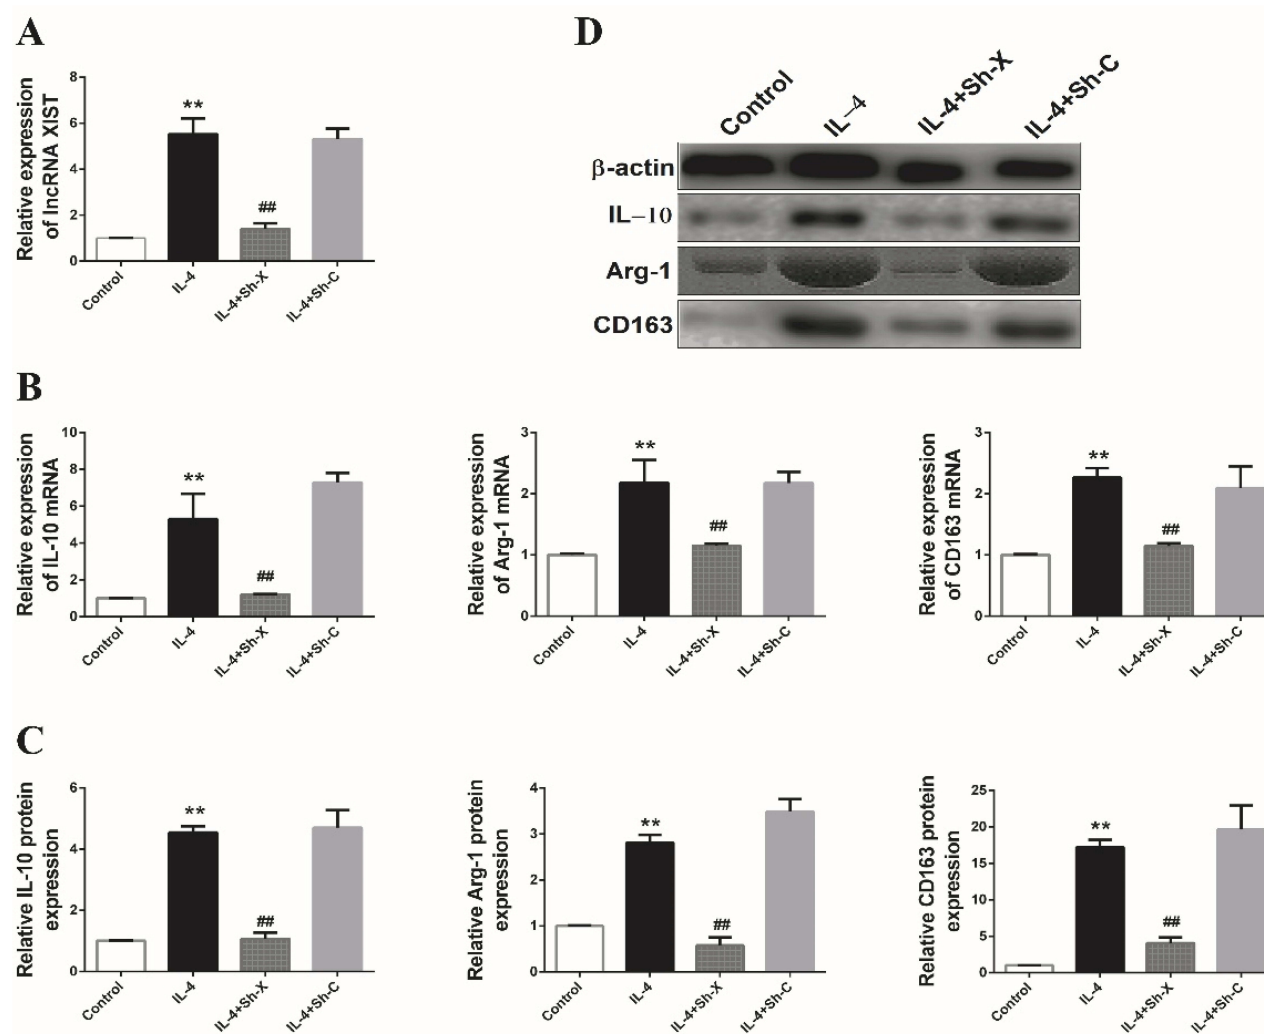 A
Relative expression
of lncRNA XIST
8
6
4
2
0
**
##
Control
IL-4
IL-4+Sh-X
IL-4+Sh-C
D
Control
IL-4
IL-4+Sh-X
IL-4+Sh-C
β-actin
IL-10
Arg-1
CD163
B
Relative expression
of IL-10 mRNA
10
8
6
4
2
0
**
##
Control
IL-4
IL-4+Sh-X
IL-4+Sh-C
Relative expression
of Arg-1 mRNA
3
2
1
0
**
##
Control
IL-4
IL-4+Sh-X
IL-4+Sh-C
Relative expression
of CD163 mRNA
3
2
1
0
**
##
Control
IL-4
IL-4+Sh-X
IL-4+Sh-C
C
Relative IL-10 protein
expression
6
4
2
0
**
##
Control
IL-4
IL-4+Sh-X
IL-4+Sh-C
Relative Arg-1 protein
expression
4
3
2
1
0
**
##
Control
IL-4
IL-4+Sh-X
IL-4+Sh-C
Relative CD163 protein
expression
25
20
15
10
5
0
**
##
Control
IL-4
IL-4+Sh-X
IL-4+Sh-C